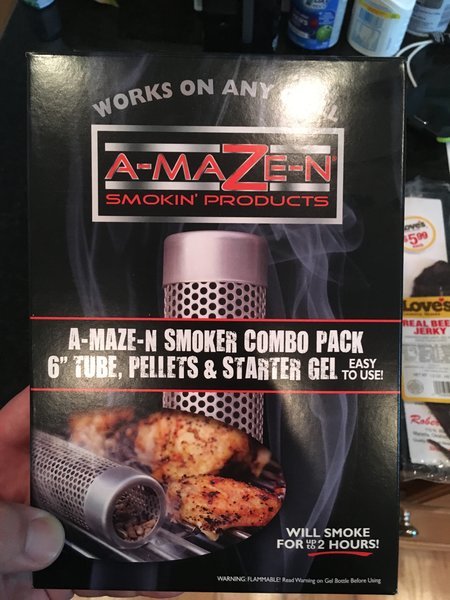 WORKS ON ANY
A-MAZE-N®
SMOKIN' PRODUCTS
A-MAZE-N SMOKER COMBO PACK
6" TUBE, PELLETS & STARTER GEL EASY TO USE!
WILL SMOKE
FOR up to 2 HOURS!
WARNING: FLAMMABLE! Read Warning on Gel Bottle Before Using
Love's
$5.99
Love's
REAL BEEF
JERKY